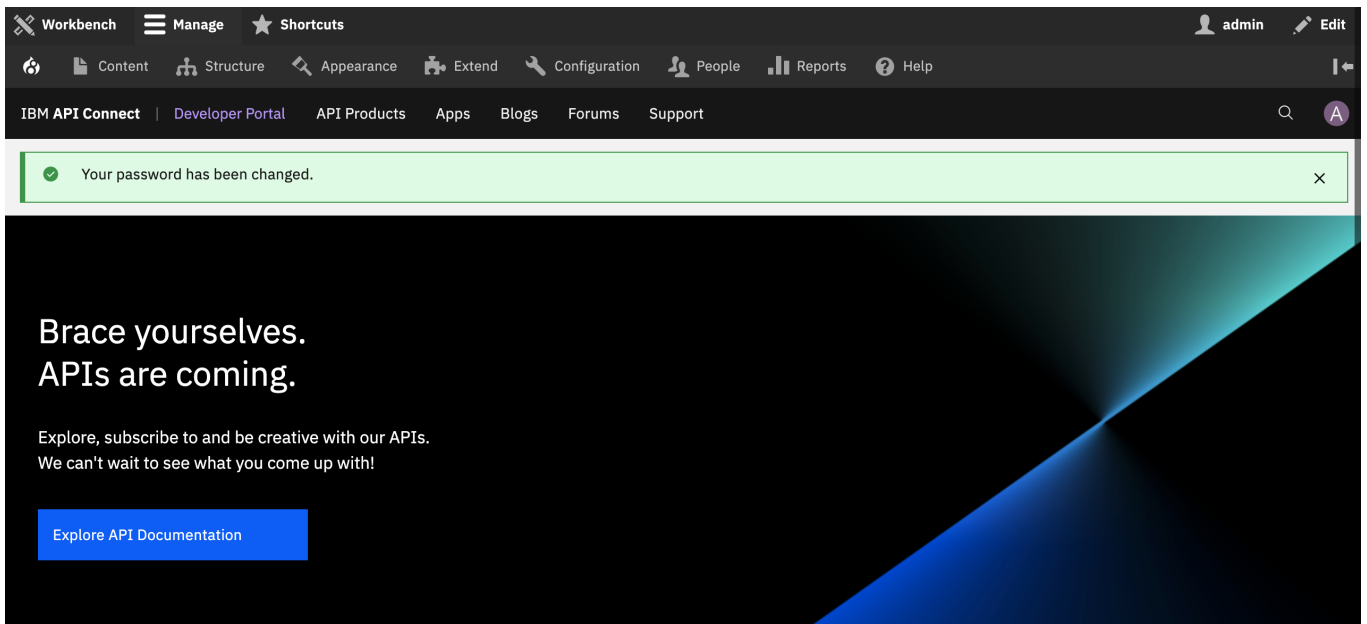 Workbench Manage Shortcuts admin Edit
Content Structure Appearance Extend Configuration People Reports Help
IBM API Connect | Developer Portal API Products Apps Blogs Forums Support A
Your password has been changed.
Brace yourselves.
APIs are coming.
Explore, subscribe to and be creative with our APIs.
We can't wait to see what you come up with!
Explore API Documentation